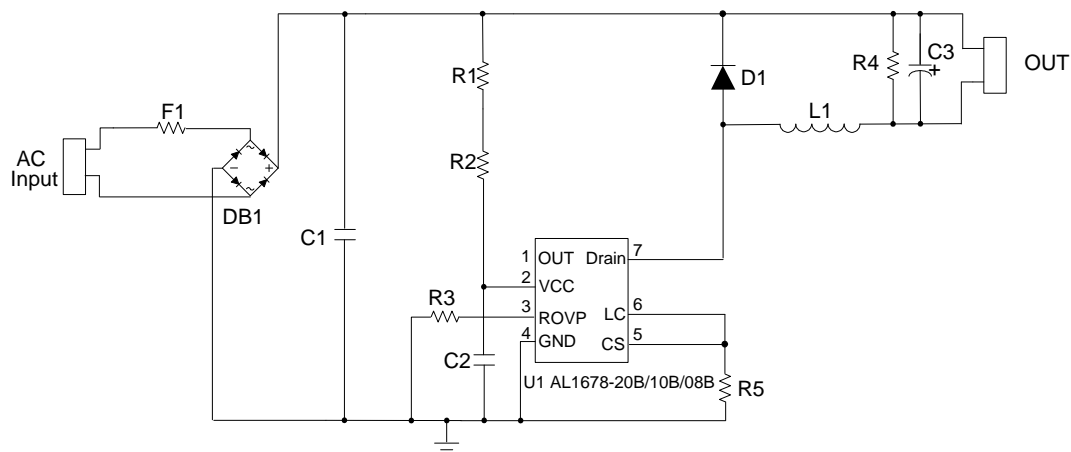 R1
D1
R4
C3
+
OUT
F1
L1
AC
Input
R2
~
- +
~
DB1
C1
1 OUT Drain 7
2 VCC
R3 3 ROVP LC 6
4 GND CS 5
C2
U1 AL1678-20B/10B/08B
R5